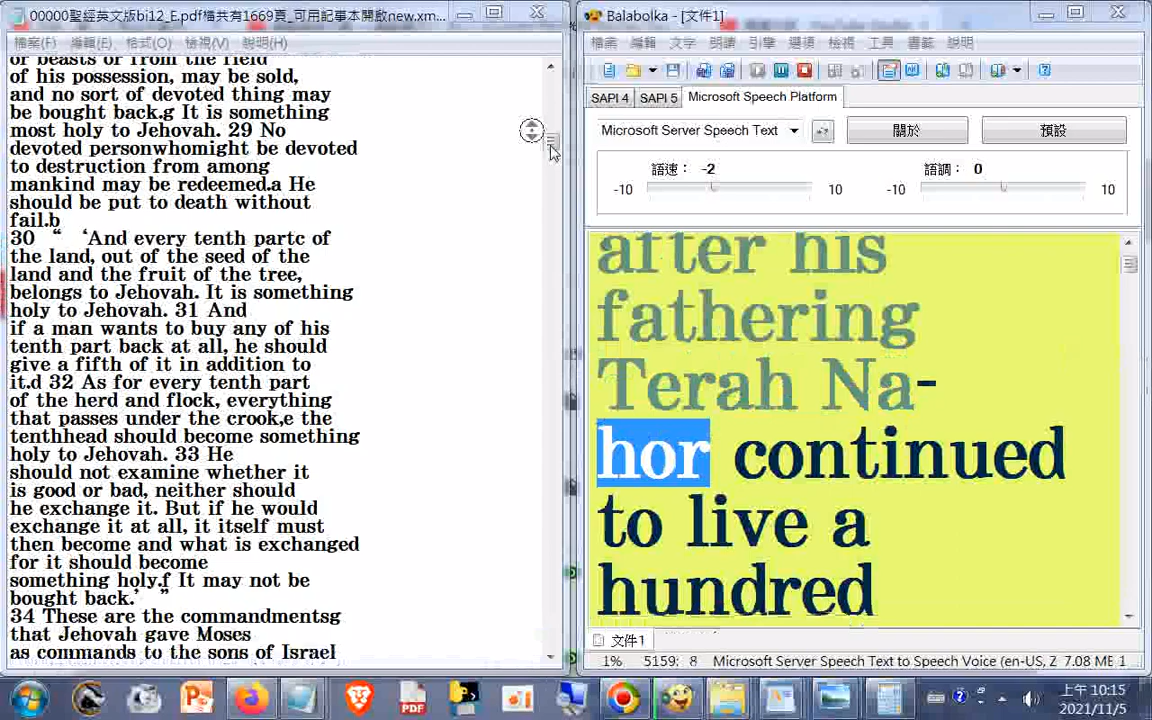 00000聖經英文版bi12_E.pdf檔共有1669頁_可用記事本開啟new.xm...
檔案(F) 編輯(E) 格式(O) 檢視(V) 說明(H)
or beasts or from the field
of his possession, may be sold,
and no sort of devoted thing may
be bought back.g It is something
most holy to Jehovah. 29 No
devoted personwhomight be devoted
to destruction from among
mankind may be redeemed.a He
should be put to death without
fail.b
30 “ ‘And every tenth partc of
the land, out of the seed of the
land and the fruit of the tree,
belongs to Jehovah. It is something
holy to Jehovah. 31 And
if a man wants to buy any of his
tenth part back at all, he should
give a fifth of it in addition to
it.d 32 As for every tenth part
of the herd and flock, everything
that passes under the crook,e the
tenthhead should become something
holy to Jehovah. 33 He
should not examine whether it
is good or bad, neither should
he exchange it. But if he would
exchange it at all, it itself must
then become and what is exchanged
for it should become
something holy.f It may not be
bought back.’ ”
34 These are the commandmentsg
that Jehovah gave Moses
as commands to the sons of Israel
Balabolka - [文件1]
檔案 編輯 文字 朗讀 引擎 選項 檢視 工具 書籤 說明
SAPI 4 SAPI 5 Microsoft Speech Platform
Microsoft Server Speech Text 關於 預設
語速： -2 語調： 0
-10 10 -10 10
after his
fathering
Terah Na-
hor continued
to live a
hundred
文件1
1% 5159: 8 Microsoft Server Speech Text to Speech Voice (en-US, Z 7.08 MB 1
PDF
上午 10:15
2021/11/5